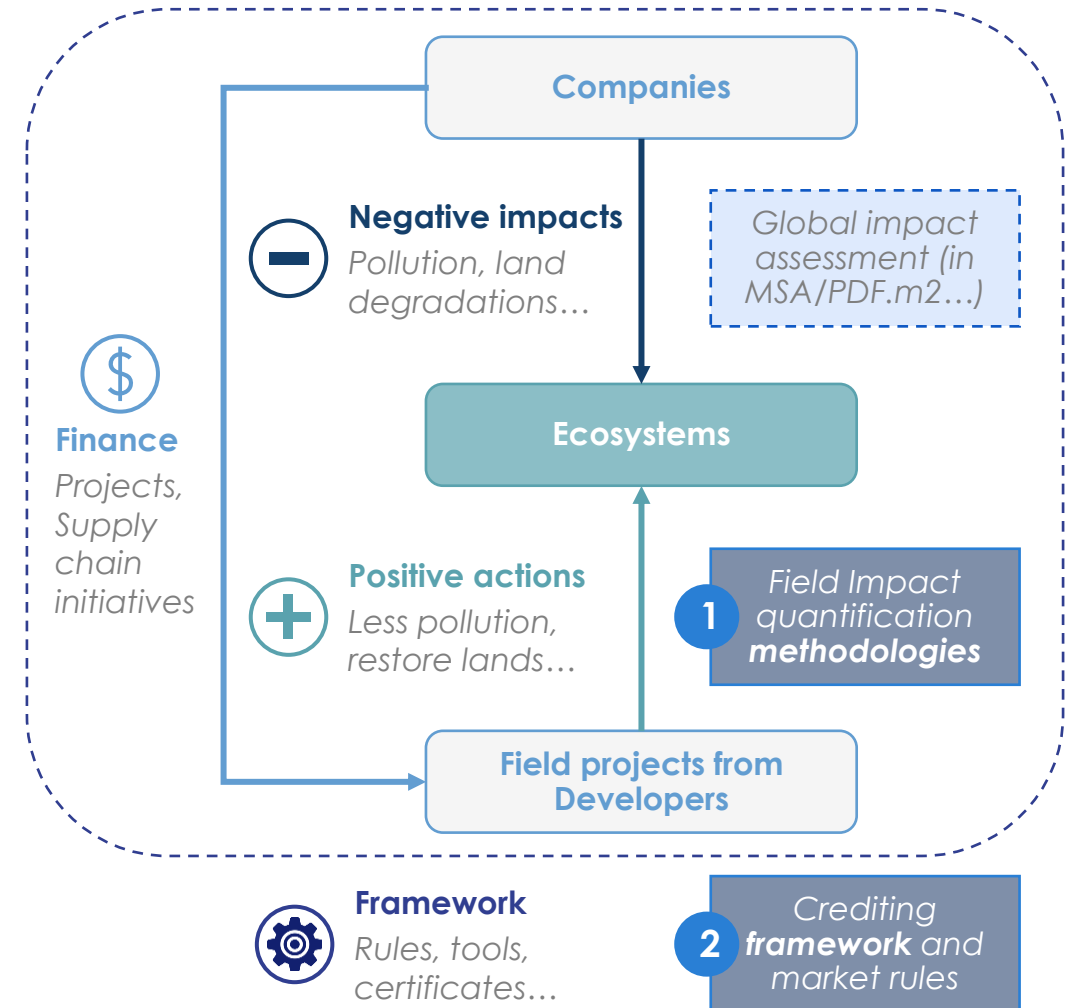 Companies
Negative impacts
Pollution, land
degradations…
Global impact
assessment (in
MSA/PDF.m2…)
$
Finance
Projects,
Supply
chain
initiatives
Ecosystems
Positive actions
Less pollution,
restore lands…
1
Field Impact
quantification
methodologies
Field projects from
Developers
Framework
Rules, tools,
certificates…
2
Crediting
framework and
market rules